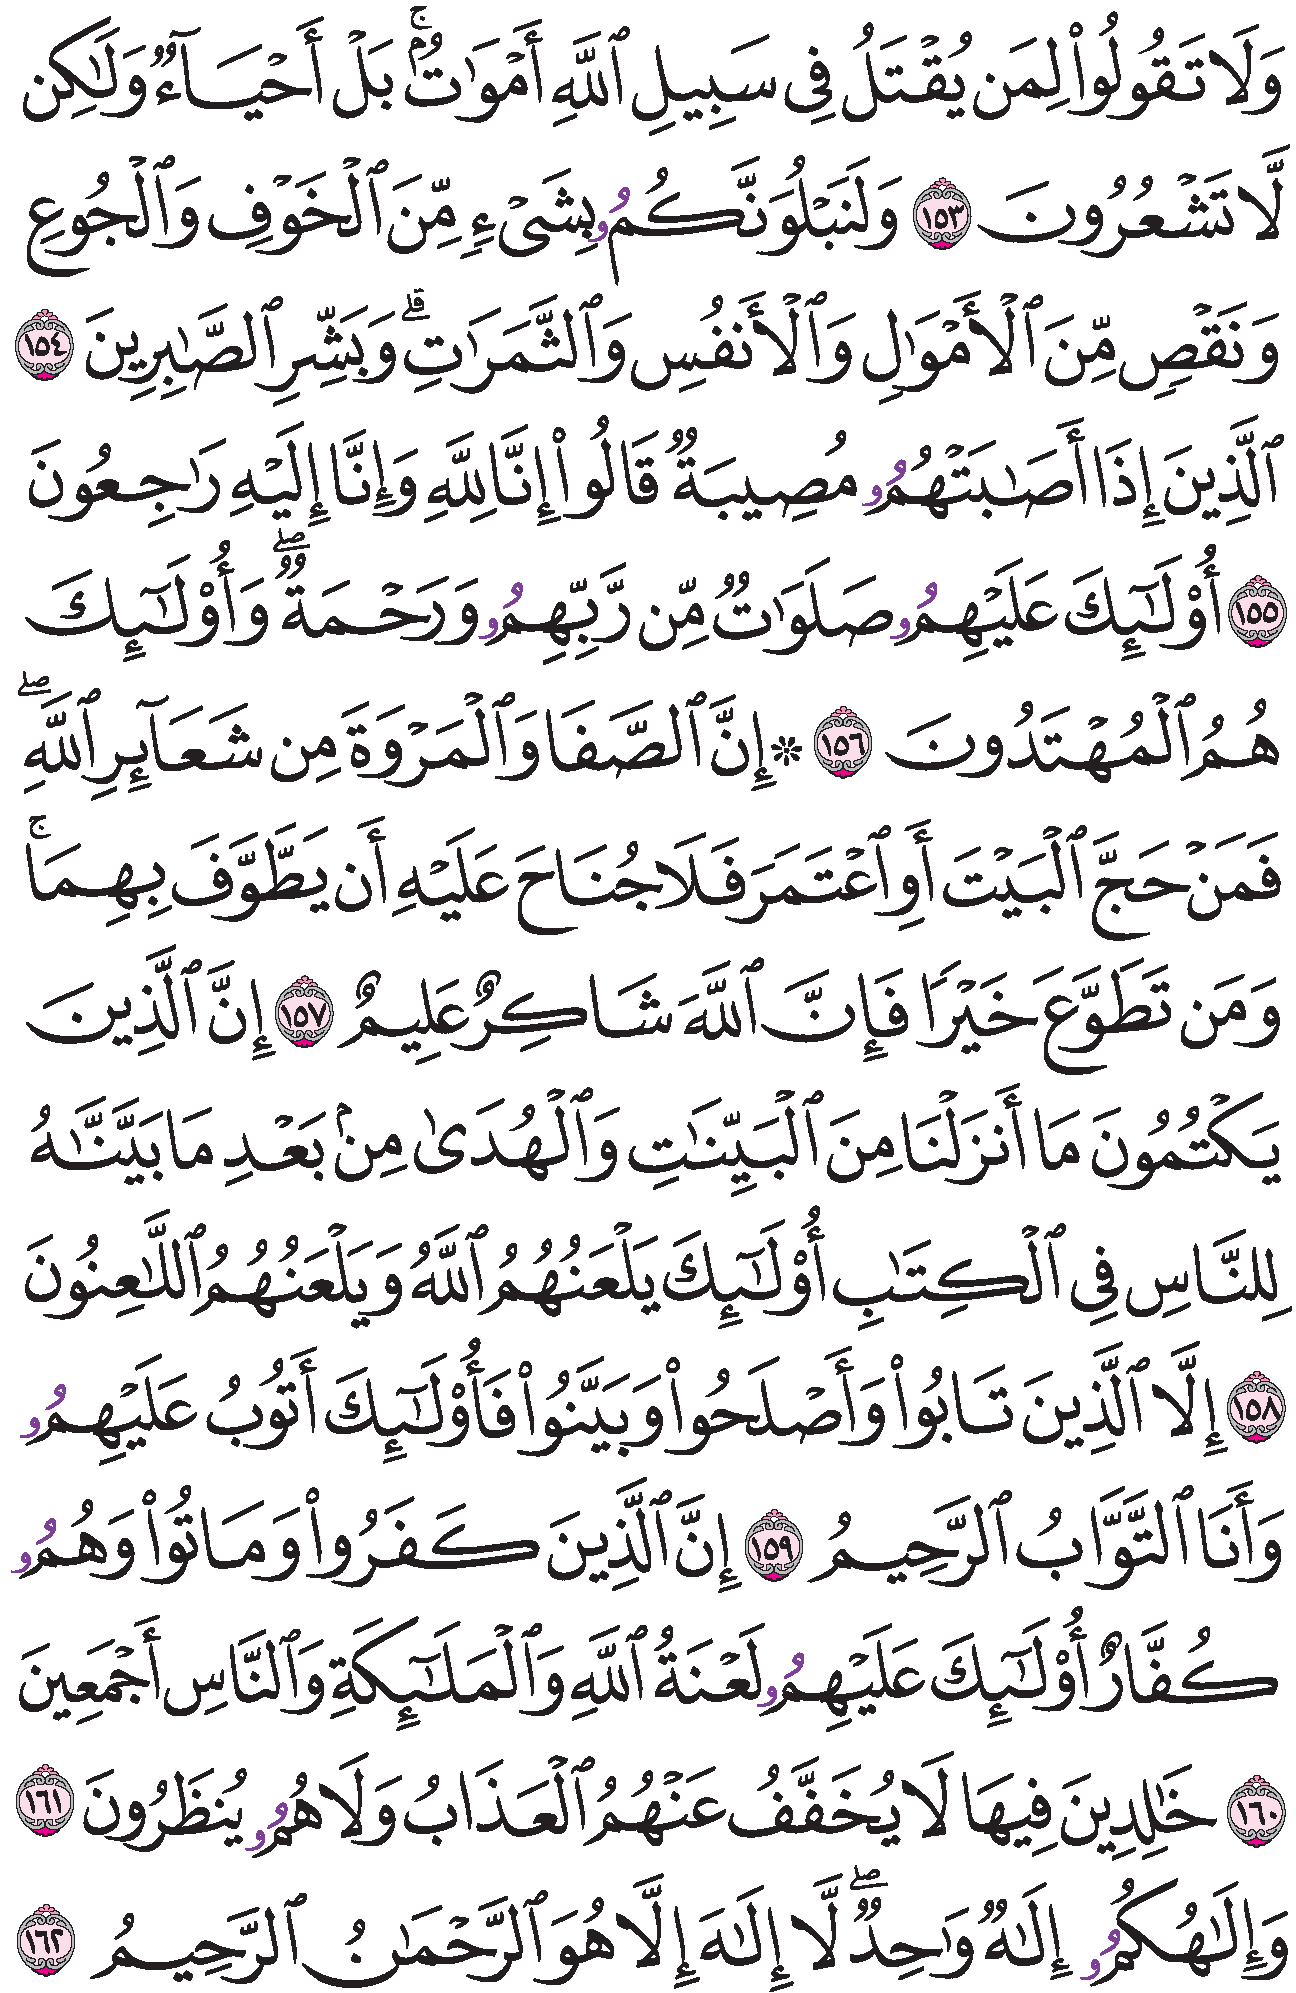 وَلَا تَقُولُوا۟ لِمَن يُقْتَلُ فِى سَبِيلِ ٱللَّهِ أَمْوَٰتٌۢ ۚ بَلْ أَحْيَآءٌ وَلَٰكِن
لَّا تَشْعُرُونَ ١٥٣ وَلَنَبْلُوَنَّكُمُۥ بِشَىْءٍ مِّنَ ٱلْخَوْفِ وَٱلْجُوعِ
وَنَقْصٍ مِّنَ ٱلْأَمْوَٰلِ وَٱلْأَنفُسِ وَٱلثَّمَرَٰتِ ۗ وَبَشِّرِ ٱلصَّٰبِرِينَ ١٥٤
ٱلَّذِينَ إِذَا أَصَٰبَتْهُمُۥ مُصِيبَةٌ قَالُوا۟ إِنَّا لِلَّهِ وَإِنَّا إِلَيْهِ رَٰجِعُونَ
١٥٥ أُو۟لَٰٓئِكَ عَلَيْهِمُۥ صَلَوَٰتٌ مِّن رَّبِّهِمُۥ وَرَحْمَةٌ ۖ وَأُو۟لَٰٓئِكَ
هُمُ ٱلْمُهْتَدُونَ ١٥٦ ۞ إِنَّ ٱلصَّفَا وَٱلْمَرْوَةَ مِن شَعَآئِرِ ٱللَّهِ ۖ
فَمَنْ حَجَّ ٱلْبَيْتَ أَوِ ٱعْتَمَرَ فَلَا جُنَاحَ عَلَيْهِ أَن يَطَّوَّفَ بِهِمَا ۚ
وَمَن تَطَوَّعَ خَيْرًا فَإِنَّ ٱللَّهَ شَاكِرٌ عَلِيمٌ ١٥٧ إِنَّ ٱلَّذِينَ
يَكْتُمُونَ مَا أَنزَلْنَا مِنَ ٱلْبَيِّنَٰتِ وَٱلْهُدَىٰ مِنۢ بَعْدِ مَا بَيَّنَّٰهُ
لِلنَّاسِ فِى ٱلْكِتَٰبِ أُو۟لَٰٓئِكَ يَلْعَنُهُمُ ٱللَّهُ وَيَلْعَنُهُمُ ٱللَّٰعِنُونَ
١٥٨ إِلَّا ٱلَّذِينَ تَابُوا۟ وَأَصْلَحُوا۟ وَبَيَّنُوا۟ فَأُو۟لَٰٓئِكَ أَتُوبُ عَلَيْهِمُۥ
وَأَنَا ٱلتَّوَّابُ ٱلرَّحِيمُ ١٥٩ إِنَّ ٱلَّذِينَ كَفَرُوا۟ وَمَاتُوا۟ وَهُمُۥ
كُفَّارٌ أُو۟لَٰٓئِكَ عَلَيْهِمُۥ لَعْنَةُ ٱللَّهِ وَٱلْمَلَٰٓئِكَةِ وَٱلنَّاسِ أَجْمَعِينَ
١٦٠ خَٰلِدِينَ فِيهَا لَا يُخَفَّفُ عَنْهُمُ ٱلْعَذَابُ وَلَا هُمُۥ يُنظَرُونَ ١٦١
وَإِلَٰهُكُمُۥ إِلَٰهٌ وَٰحِدٌ ۖ لَّا إِلَٰهَ إِلَّا هُوَ ٱلرَّحْمَٰنُ ٱلرَّحِيمُ ١٦٢